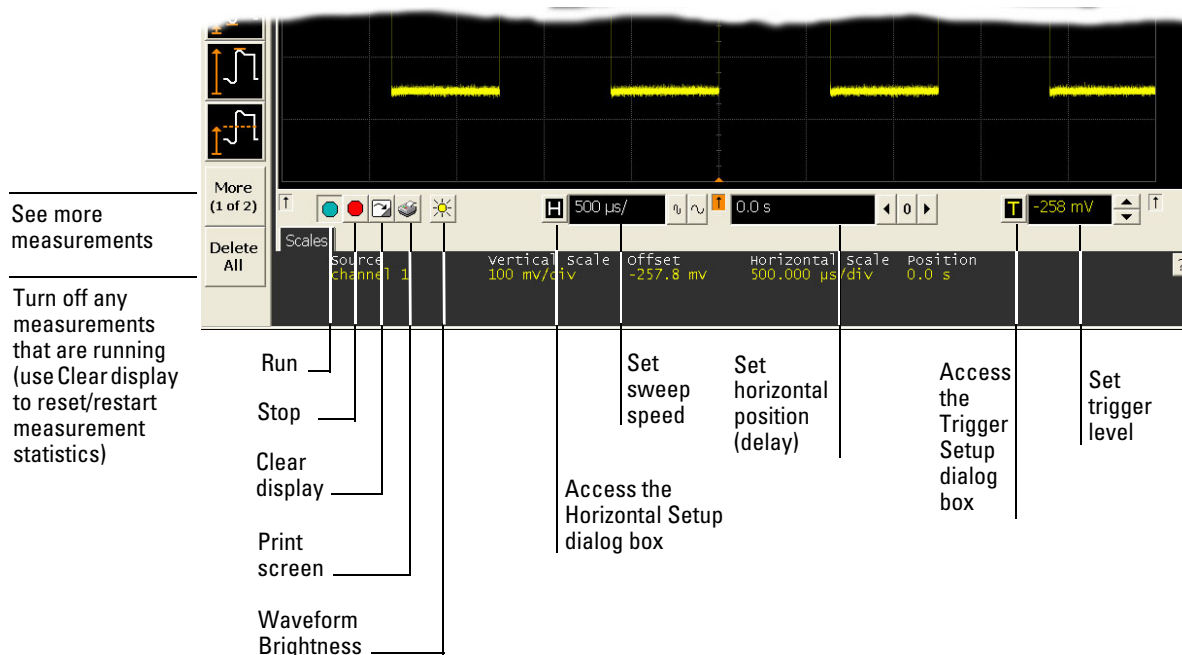 More
(1 of 2)
Delete
All
See more
measurements
Turn off any
measurements
that are running
(use Clear display
to reset/restart
measurement
statistics)
H 500 µs/
0.0 s
0
T -258 mV
Scales
Source Vertical Scale Offset Horizontal Scale Position
channel 1 100 mV/div -257.8 mV 500.000 µs/div 0.0 s
?
Run
Stop
Clear
display
Print
screen
Waveform
Brightness
Access the
Horizontal Setup
dialog box
Set
sweep
speed
Set
horizontal
position
(delay)
Access
the
Trigger
Setup
dialog
box
Set
trigger
level